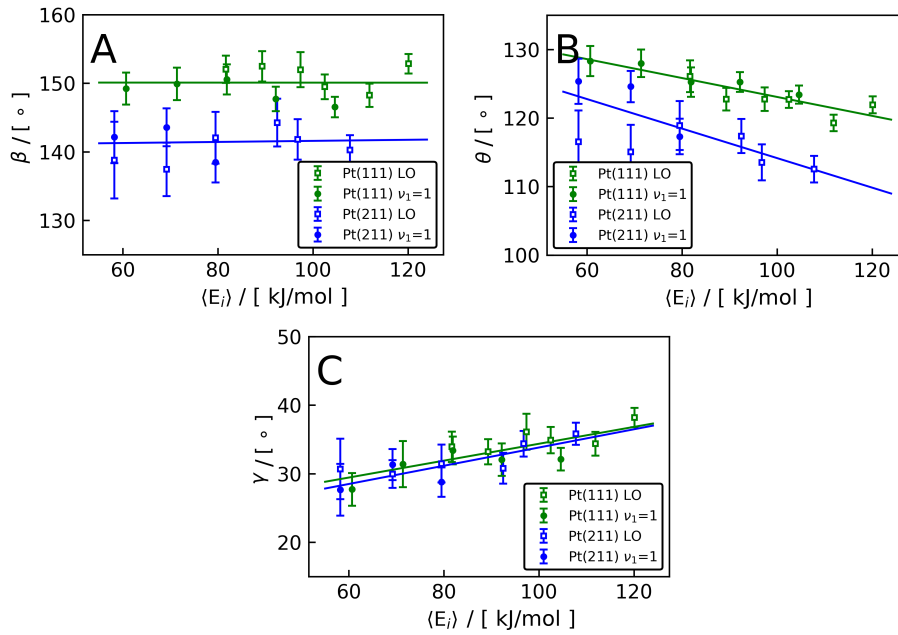 A
160
150
140
130
β / [ ∘ ]
60
80
100
120
⟨E_i⟩ / [ kJ/mol ]
Pt(111) LO
Pt(111) ν₁=1
Pt(211) LO
Pt(211) ν₁=1
B
130
120
110
100
θ / [ ∘ ]
60
80
100
120
⟨E_i⟩ / [ kJ/mol ]
Pt(111) LO
Pt(111) ν₁=1
Pt(211) LO
Pt(211) ν₁=1
C
50
40
30
20
γ / [ ∘ ]
60
80
100
120
⟨E_i⟩ / [ kJ/mol ]
Pt(111) LO
Pt(111) ν₁=1
Pt(211) LO
Pt(211) ν₁=1